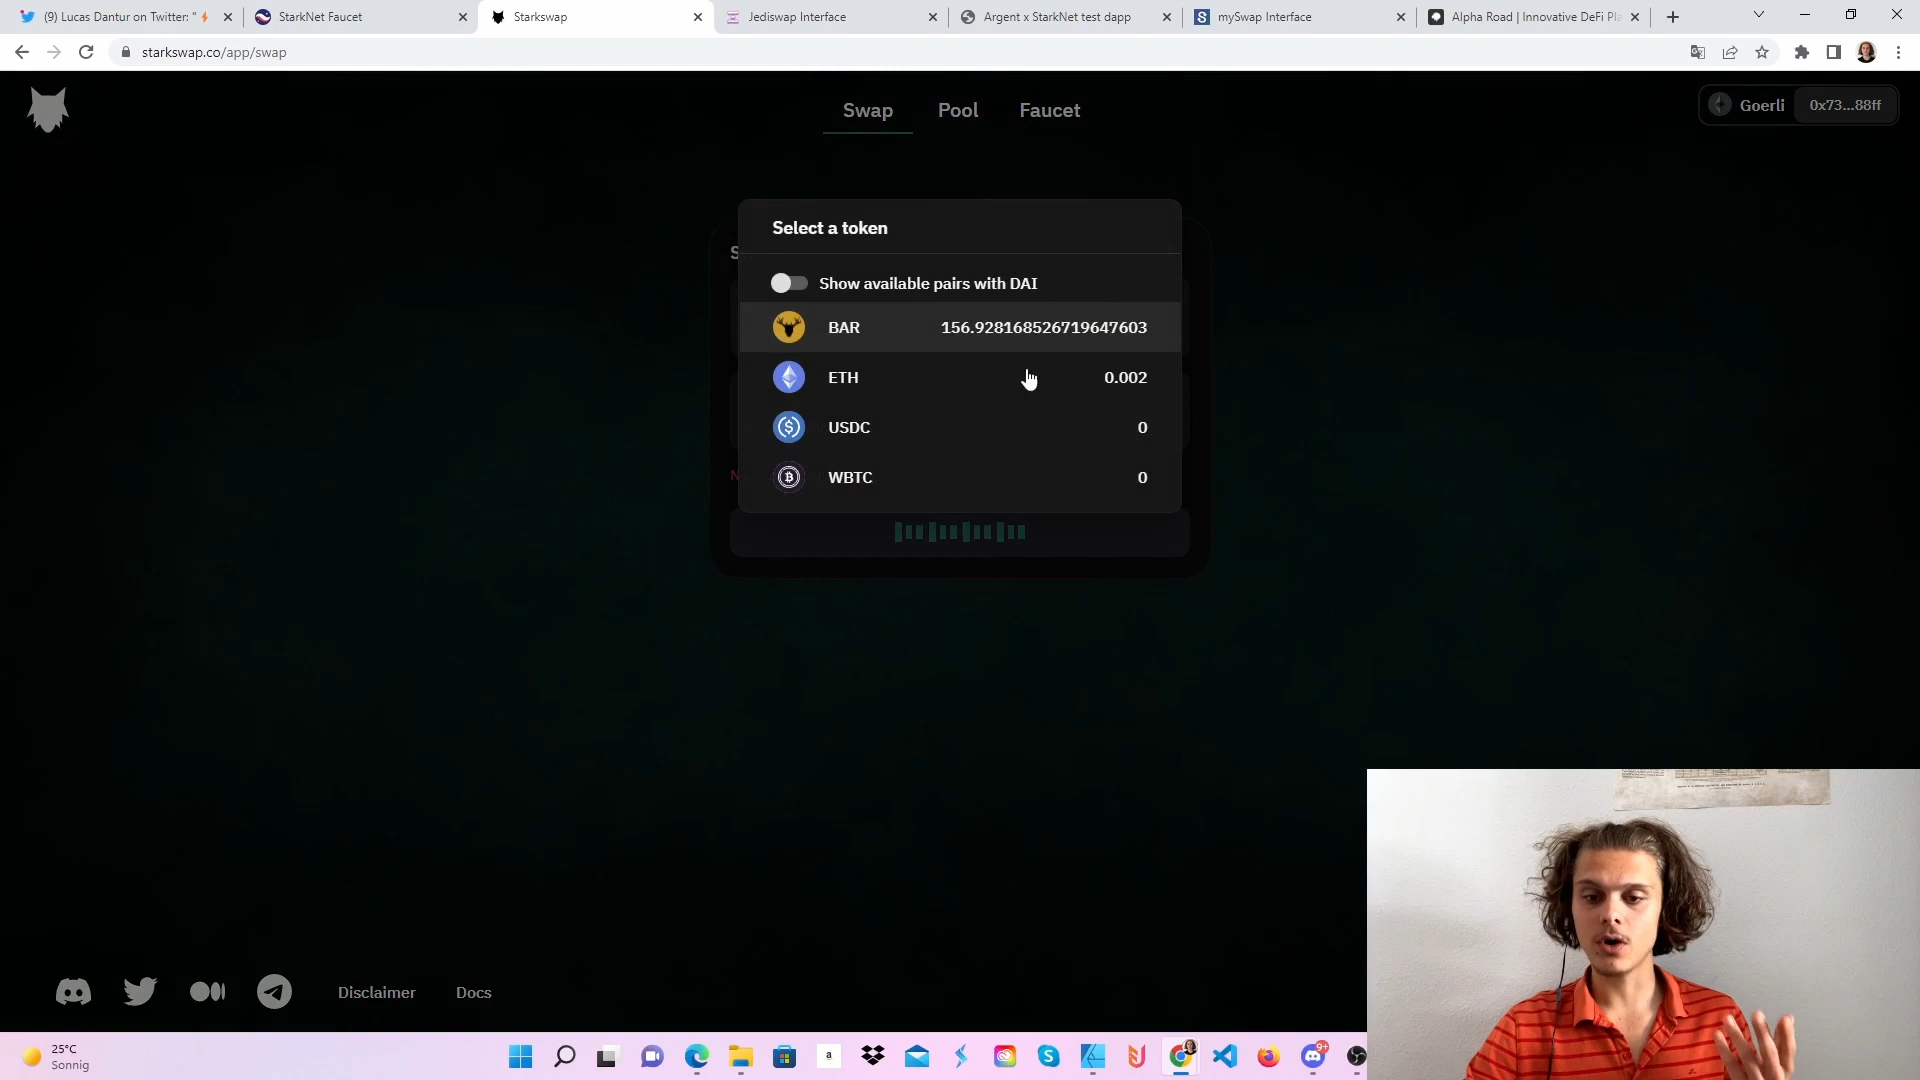 (9) Lucas Dantur on Twitter: "⚡
StarkNet Faucet
Starkswap
Jediswap Interface
Argent x StarkNet test dapp
mySwap Interface
Alpha Road | Innovative DeFi Pla
starkswap.co/app/swap
Swap
Pool
Faucet
Goerli
0x73...88ff
Select a token
Show available pairs with DAI
BAR
156.928168526719647603
ETH
0.002
USDC
0
WBTC
0
Disclaimer
Docs
25°C
Sonnig
9+